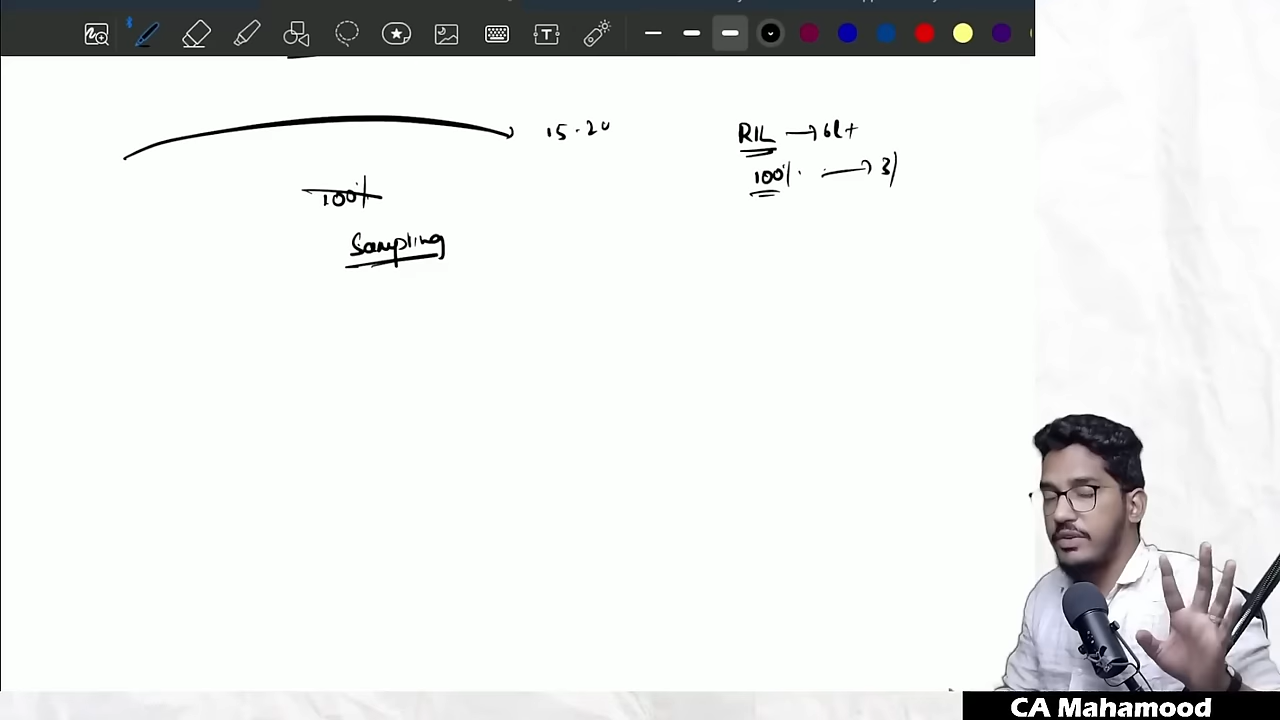 15-20
RIL → 6L+
100% → 3/
100%
Sampling
CA Mahamood